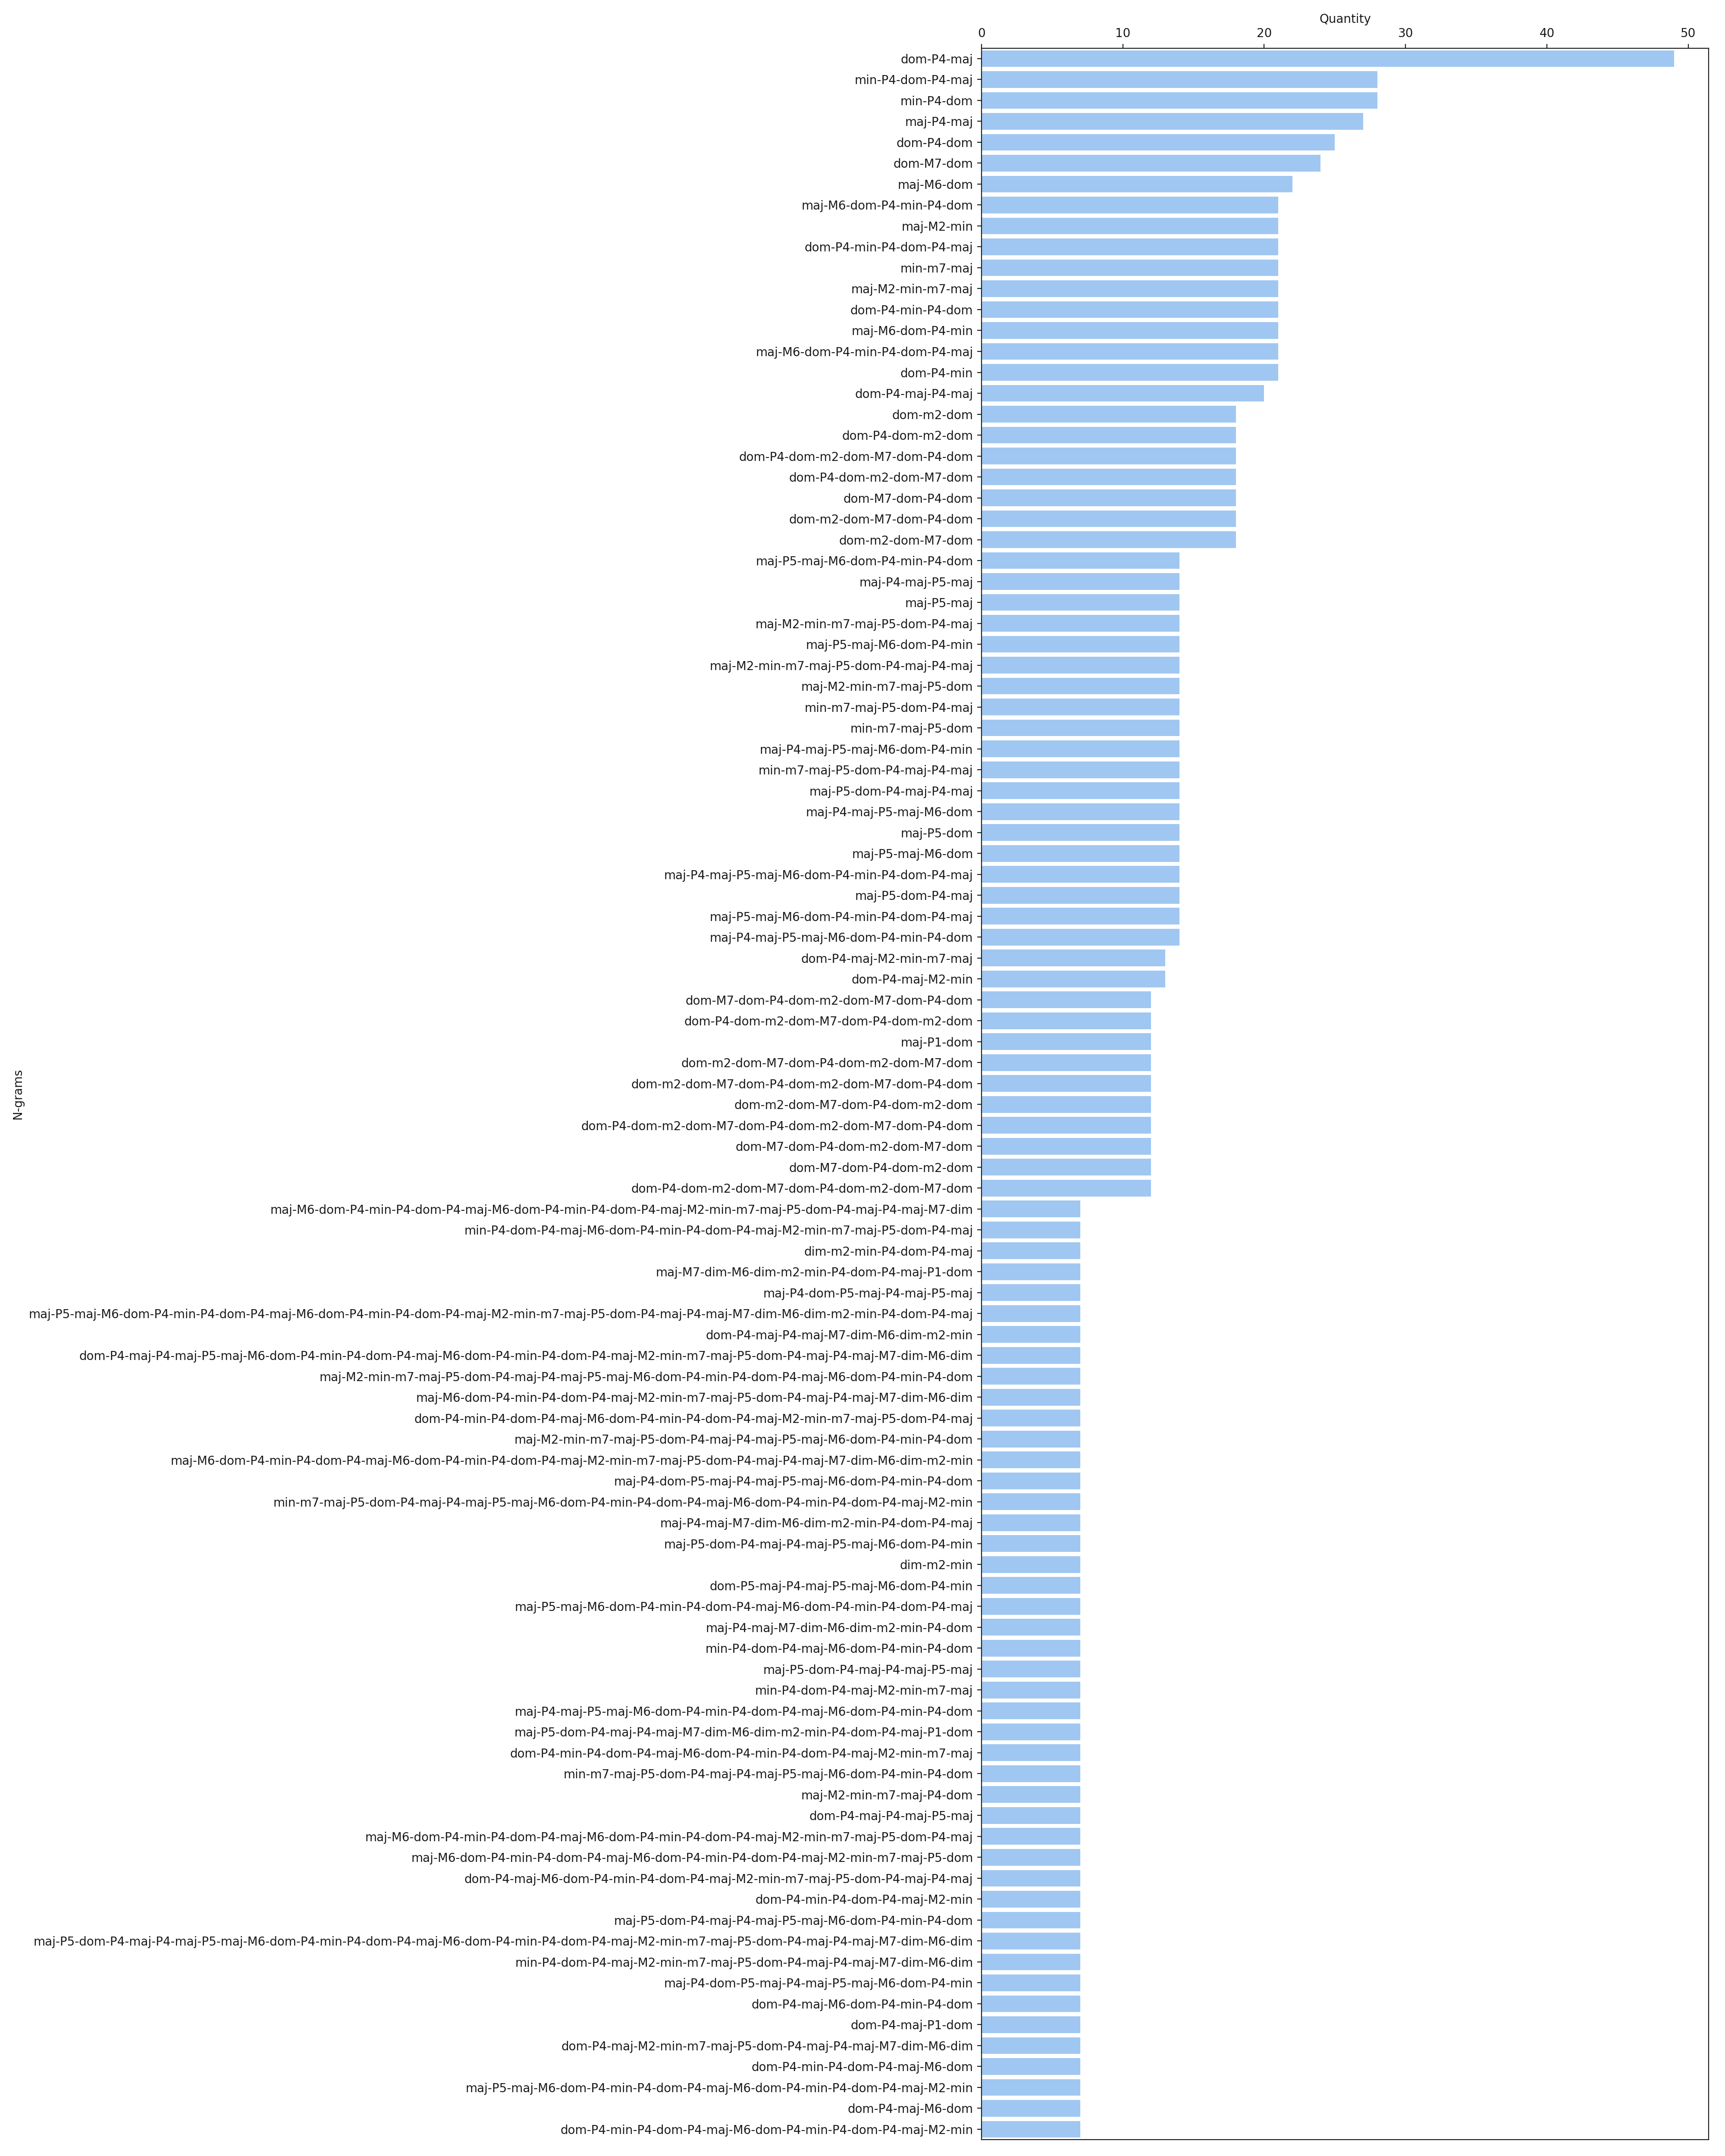 Quantity
0 10 20 30 40 50
dom-P4-maj
min-P4-dom-P4-maj
min-P4-dom
maj-P4-maj
dom-P4-dom
dom-M7-dom
maj-M6-dom
maj-M6-dom-P4-min-P4-dom
maj-M2-min
dom-P4-min-P4-dom-P4-maj
min-m7-maj
maj-M2-min-m7-maj
dom-P4-min-P4-dom
maj-M6-dom-P4-min
maj-M6-dom-P4-min-P4-dom-P4-maj
dom-P4-min
dom-P4-maj-P4-maj
dom-m2-dom
dom-P4-dom-m2-dom
dom-P4-dom-m2-dom-M7-dom-P4-dom
dom-P4-dom-m2-dom-M7-dom
dom-M7-dom-P4-dom
dom-m2-dom-M7-dom-P4-dom
dom-m2-dom-M7-dom
maj-P5-maj-M6-dom-P4-min-P4-dom
maj-P4-maj-P5-maj
maj-P5-maj
maj-M2-min-m7-maj-P5-dom-P4-maj
maj-P5-maj-M6-dom-P4-min
maj-M2-min-m7-maj-P5-dom-P4-maj-P4-maj
maj-M2-min-m7-maj-P5-dom
min-m7-maj-P5-dom-P4-maj
min-m7-maj-P5-dom
maj-P4-maj-P5-maj-M6-dom-P4-min
min-m7-maj-P5-dom-P4-maj-P4-maj
maj-P5-dom-P4-maj-P4-maj
maj-P4-maj-P5-maj-M6-dom
maj-P5-dom
maj-P5-maj-M6-dom
maj-P4-maj-P5-maj-M6-dom-P4-min-P4-dom-P4-maj
maj-P5-dom-P4-maj
maj-P5-maj-M6-dom-P4-min-P4-dom-P4-maj
maj-P4-maj-P5-maj-M6-dom-P4-min-P4-dom
dom-P4-maj-M2-min-m7-maj
dom-P4-maj-M2-min
dom-M7-dom-P4-dom-m2-dom-M7-dom-P4-dom
dom-P4-dom-m2-dom-M7-dom-P4-dom-m2-dom
maj-P1-dom
dom-m2-dom-M7-dom-P4-dom-m2-dom-M7-dom
dom-m2-dom-M7-dom-P4-dom-m2-dom-M7-dom-P4-dom
dom-m2-dom-M7-dom-P4-dom-m2-dom
dom-P4-dom-m2-dom-M7-dom-P4-dom-m2-dom-M7-dom-P4-dom
dom-M7-dom-P4-dom-m2-dom-M7-dom
dom-M7-dom-P4-dom-m2-dom
dom-P4-dom-m2-dom-M7-dom-P4-dom-m2-dom-M7-dom
maj-M6-dom-P4-min-P4-dom-P4-maj-M6-dom-P4-min-P4-dom-P4-maj-M2-min-m7-maj-P5-dom-P4-maj-P4-maj-M7-dim
min-P4-dom-P4-maj-M6-dom-P4-min-P4-dom-P4-maj-M2-min-m7-maj-P5-dom-P4-maj
dim-m2-min-P4-dom-P4-maj
maj-M7-dim-M6-dim-m2-min-P4-dom-P4-maj-P1-dom
maj-P4-dom-P5-maj-P4-maj-P5-maj
maj-P5-maj-M6-dom-P4-min-P4-dom-P4-maj-M6-dom-P4-min-P4-dom-P4-maj-M2-min-m7-maj-P5-dom-P4-maj-P4-maj-M7-dim-M6-dim-m2-min-P4-dom-P4-maj
dom-P4-maj-P4-maj-M7-dim-M6-dim-m2-min
dom-P4-maj-P4-maj-P5-maj-M6-dom-P4-min-P4-dom-P4-maj-M6-dom-P4-min-P4-dom-P4-maj-M2-min-m7-maj-P5-dom-P4-maj-P4-maj-M7-dim-M6-dim
maj-M2-min-m7-maj-P5-dom-P4-maj-P4-maj-P5-maj-M6-dom-P4-min-P4-dom-P4-maj-M6-dom-P4-min-P4-dom
maj-M6-dom-P4-min-P4-dom-P4-maj-M2-min-m7-maj-P5-dom-P4-maj-P4-maj-M7-dim-M6-dim
dom-P4-min-P4-dom-P4-maj-M6-dom-P4-min-P4-dom-P4-maj-M2-min-m7-maj-P5-dom-P4-maj
maj-M2-min-m7-maj-P5-dom-P4-maj-P4-maj-P5-maj-M6-dom-P4-min-P4-dom
maj-M6-dom-P4-min-P4-dom-P4-maj-M6-dom-P4-min-P4-dom-P4-maj-M2-min-m7-maj-P5-dom-P4-maj-P4-maj-M7-dim-M6-dim-m2-min
maj-P4-dom-P5-maj-P4-maj-P5-maj-M6-dom-P4-min-P4-dom
min-m7-maj-P5-dom-P4-maj-P4-maj-P5-maj-M6-dom-P4-min-P4-dom-P4-maj-M6-dom-P4-min-P4-dom-P4-maj-M2-min
maj-P4-maj-M7-dim-M6-dim-m2-min-P4-dom-P4-maj
maj-P5-dom-P4-maj-P4-maj-P5-maj-M6-dom-P4-min
dim-m2-min
dom-P5-maj-P4-maj-P5-maj-M6-dom-P4-min
maj-P5-maj-M6-dom-P4-min-P4-dom-P4-maj-M6-dom-P4-min-P4-dom-P4-maj
maj-P4-maj-M7-dim-M6-dim-m2-min-P4-dom
min-P4-dom-P4-maj-M6-dom-P4-min-P4-dom
maj-P5-dom-P4-maj-P4-maj-P5-maj
min-P4-dom-P4-maj-M2-min-m7-maj
maj-P4-maj-P5-maj-M6-dom-P4-min-P4-dom-P4-maj-M6-dom-P4-min-P4-dom
maj-P5-dom-P4-maj-P4-maj-M7-dim-M6-dim-m2-min-P4-dom-P4-maj-P1-dom
dom-P4-min-P4-dom-P4-maj-M6-dom-P4-min-P4-dom-P4-maj-M2-min-m7-maj
min-m7-maj-P5-dom-P4-maj-P4-maj-P5-maj-M6-dom-P4-min-P4-dom
maj-M2-min-m7-maj-P4-dom
dom-P4-maj-P4-maj-P5-maj
maj-M6-dom-P4-min-P4-dom-P4-maj-M6-dom-P4-min-P4-dom-P4-maj-M2-min-m7-maj-P5-dom-P4-maj
maj-M6-dom-P4-min-P4-dom-P4-maj-M6-dom-P4-min-P4-dom-P4-maj-M2-min-m7-maj-P5-dom
dom-P4-maj-M6-dom-P4-min-P4-dom-P4-maj-M2-min-m7-maj-P5-dom-P4-maj-P4-maj
dom-P4-min-P4-dom-P4-maj-M2-min
maj-P5-dom-P4-maj-P4-maj-P5-maj-M6-dom-P4-min-P4-dom
maj-P5-dom-P4-maj-P4-maj-P5-maj-M6-dom-P4-min-P4-dom-P4-maj-M6-dom-P4-min-P4-dom-P4-maj-M2-min-m7-maj-P5-dom-P4-maj-P4-maj-M7-dim-M6-dim
min-P4-dom-P4-maj-M2-min-m7-maj-P5-dom-P4-maj-P4-maj-M7-dim-M6-dim
maj-P4-dom-P5-maj-P4-maj-P5-maj-M6-dom-P4-min
dom-P4-maj-M6-dom-P4-min-P4-dom
dom-P4-maj-P1-dom
dom-P4-maj-M2-min-m7-maj-P5-dom-P4-maj-P4-maj-M7-dim-M6-dim
dom-P4-min-P4-dom-P4-maj-M6-dom
maj-P5-maj-M6-dom-P4-min-P4-dom-P4-maj-M6-dom-P4-min-P4-dom-P4-maj-M2-min
dom-P4-maj-M6-dom
dom-P4-min-P4-dom-P4-maj-M6-dom-P4-min-P4-dom-P4-maj-M2-min
N-grams